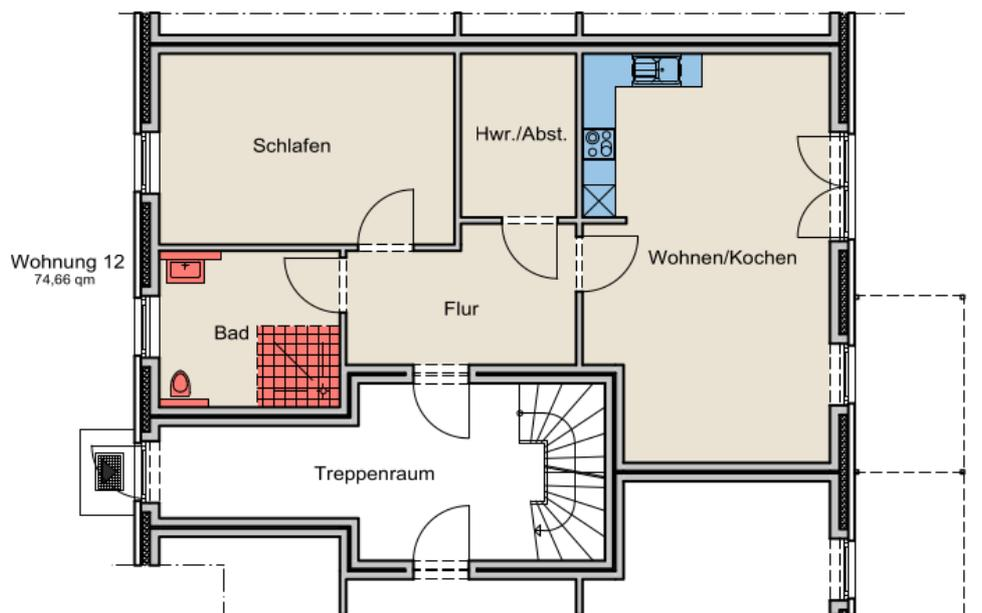 Schlafen
Hwr./Abst.
Wohnung 12
74,66 qm
Wohnen/Kochen
Flur
Bad
Treppenraum